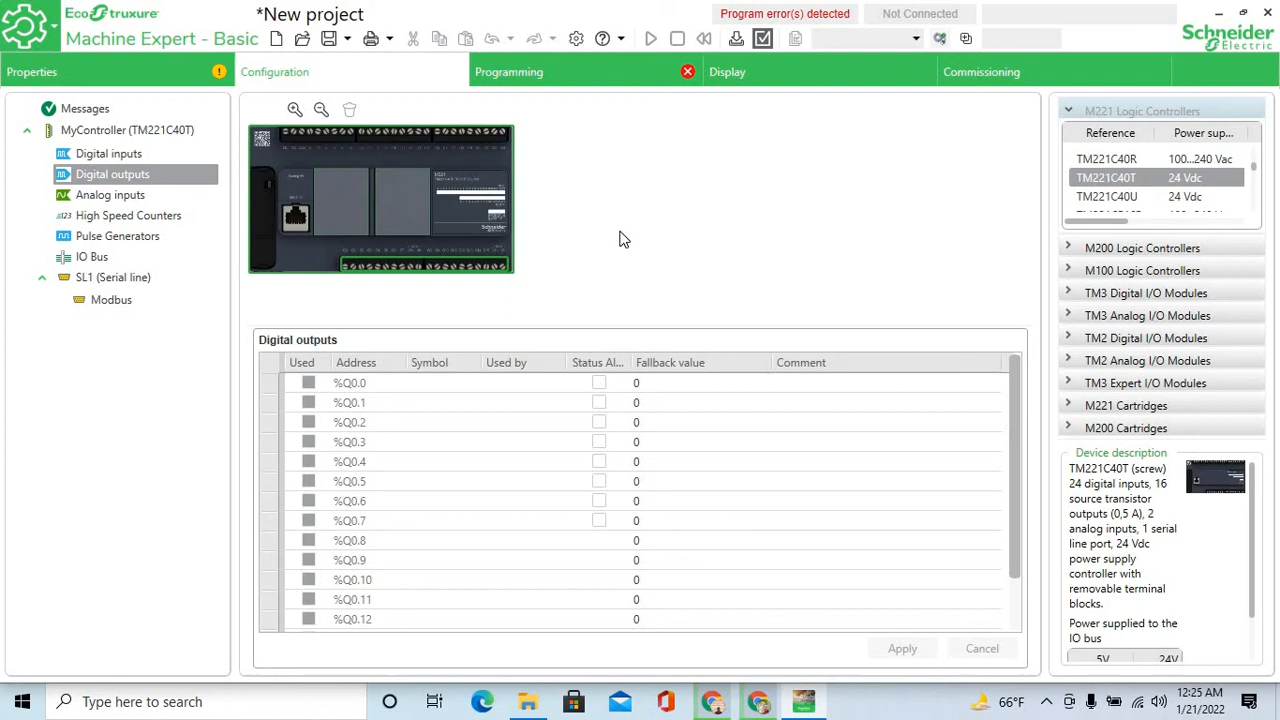 EcoStruxure
Machine Expert - Basic
*New project
Program error(s) detected
Not Connected
Schneider
Electric
Properties
!
Configuration
Programming
Display
Commissioning
Messages
MyController (TM221C40T)
Digital inputs
Digital outputs
Analog inputs
High Speed Counters
Pulse Generators
IO Bus
SL1 (Serial line)
Modbus
M221
Schneider
Digital outputs
Used Address Symbol Used by Status Al... Fallback value Comment
%Q0.0 0
%Q0.1 0
%Q0.2 0
%Q0.3 0
%Q0.4 0
%Q0.5 0
%Q0.6 0
%Q0.7 0
%Q0.8 0
%Q0.9 0
%Q0.10 0
%Q0.11 0
%Q0.12 0
Apply Cancel
M221 Logic Controllers
Reference Power sup...
TM221C40R 100...240 Vac
TM221C40T 24 Vdc
TM221C40U 24 Vdc
M200 Logic Controllers
M100 Logic Controllers
TM3 Digital I/O Modules
TM3 Analog I/O Modules
TM2 Digital I/O Modules
TM2 Analog I/O Modules
TM3 Expert I/O Modules
M221 Cartridges
M200 Cartridges
Device description
TM221C40T (screw)
24 digital inputs, 16
source transistor
outputs (0,5 A), 2
analog inputs, 1 serial
line port, 24 Vdc
power supply
controller with
removable terminal
blocks.
Power supplied to the
IO bus
5V 24V
Type here to search
66°F
12:25 AM
1/21/2022